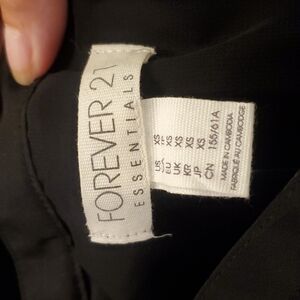 FOREVER 21
ESSENTIALS
US XS
EU XS
UK XS
KR XS
JP XS
CN 155/61A
MADE IN CAMBODIA
FABRIQUÉ AU CAMBODGE